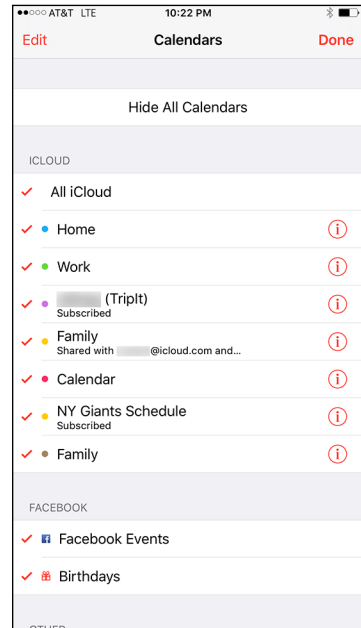 AT&T LTE 10:22 PM
Edit Calendars Done
Hide All Calendars
ICLOUD
All iCloud
Home
Work
(TripIt)
Subscribed
Family
Shared with @icloud.com and...
Calendar
NY Giants Schedule
Subscribed
Family
FACEBOOK
Facebook Events
Birthdays
OTHER